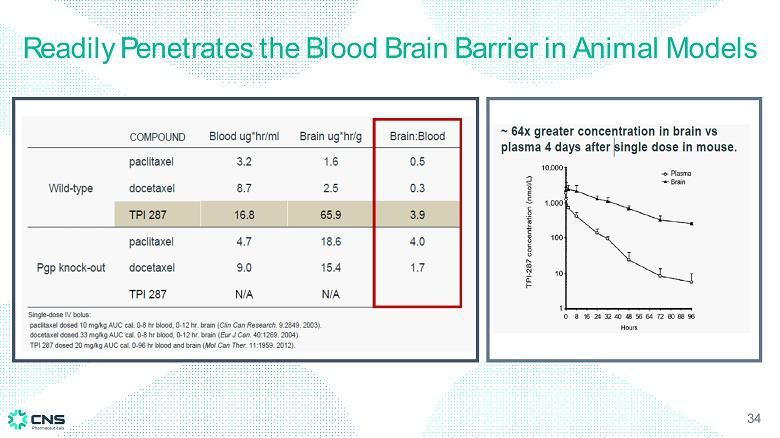 Readily Penetrates the Blood Brain Barrier in Animal Models
COMPOUND Blood ug*hr/ml Brain ug*hr/g Brain:Blood
Wild-type
paclitaxel 3.2 1.6 0.5
docetaxel 8.7 2.5 0.3
TPI 287 16.8 65.9 3.9
Pgp knock-out
paclitaxel 4.7 18.6 4.0
docetaxel 9.0 15.4 1.7
TPI 287 N/A N/A
Single-dose IV bolus:
paclitaxel dosed 10 mg/kg AUC cal. 0-8 hr blood, 0-12 hr. brain (Clin Can Research. 9:2849. 2003).
docetaxel dosed 33 mg/kg AUC cal. 0-8 hr blood, 0-12 hr. brain (Eur J Can. 40:1269. 2004).
TPI 287 dosed 20 mg/kg AUC cal. 0-96 hr blood and brain (Mol Can Ther. 11:1959. 2012).
~ 64x greater concentration in brain vs
plasma 4 days after single dose in mouse.
TPI-287 concentration (nmol/L)
10,000
1,000
100
10
1
Plasma
Brain
0 8 16 24 32 40 48 56 64 72 80 88 96
Hours
CNS
Pharmaceuticals
34